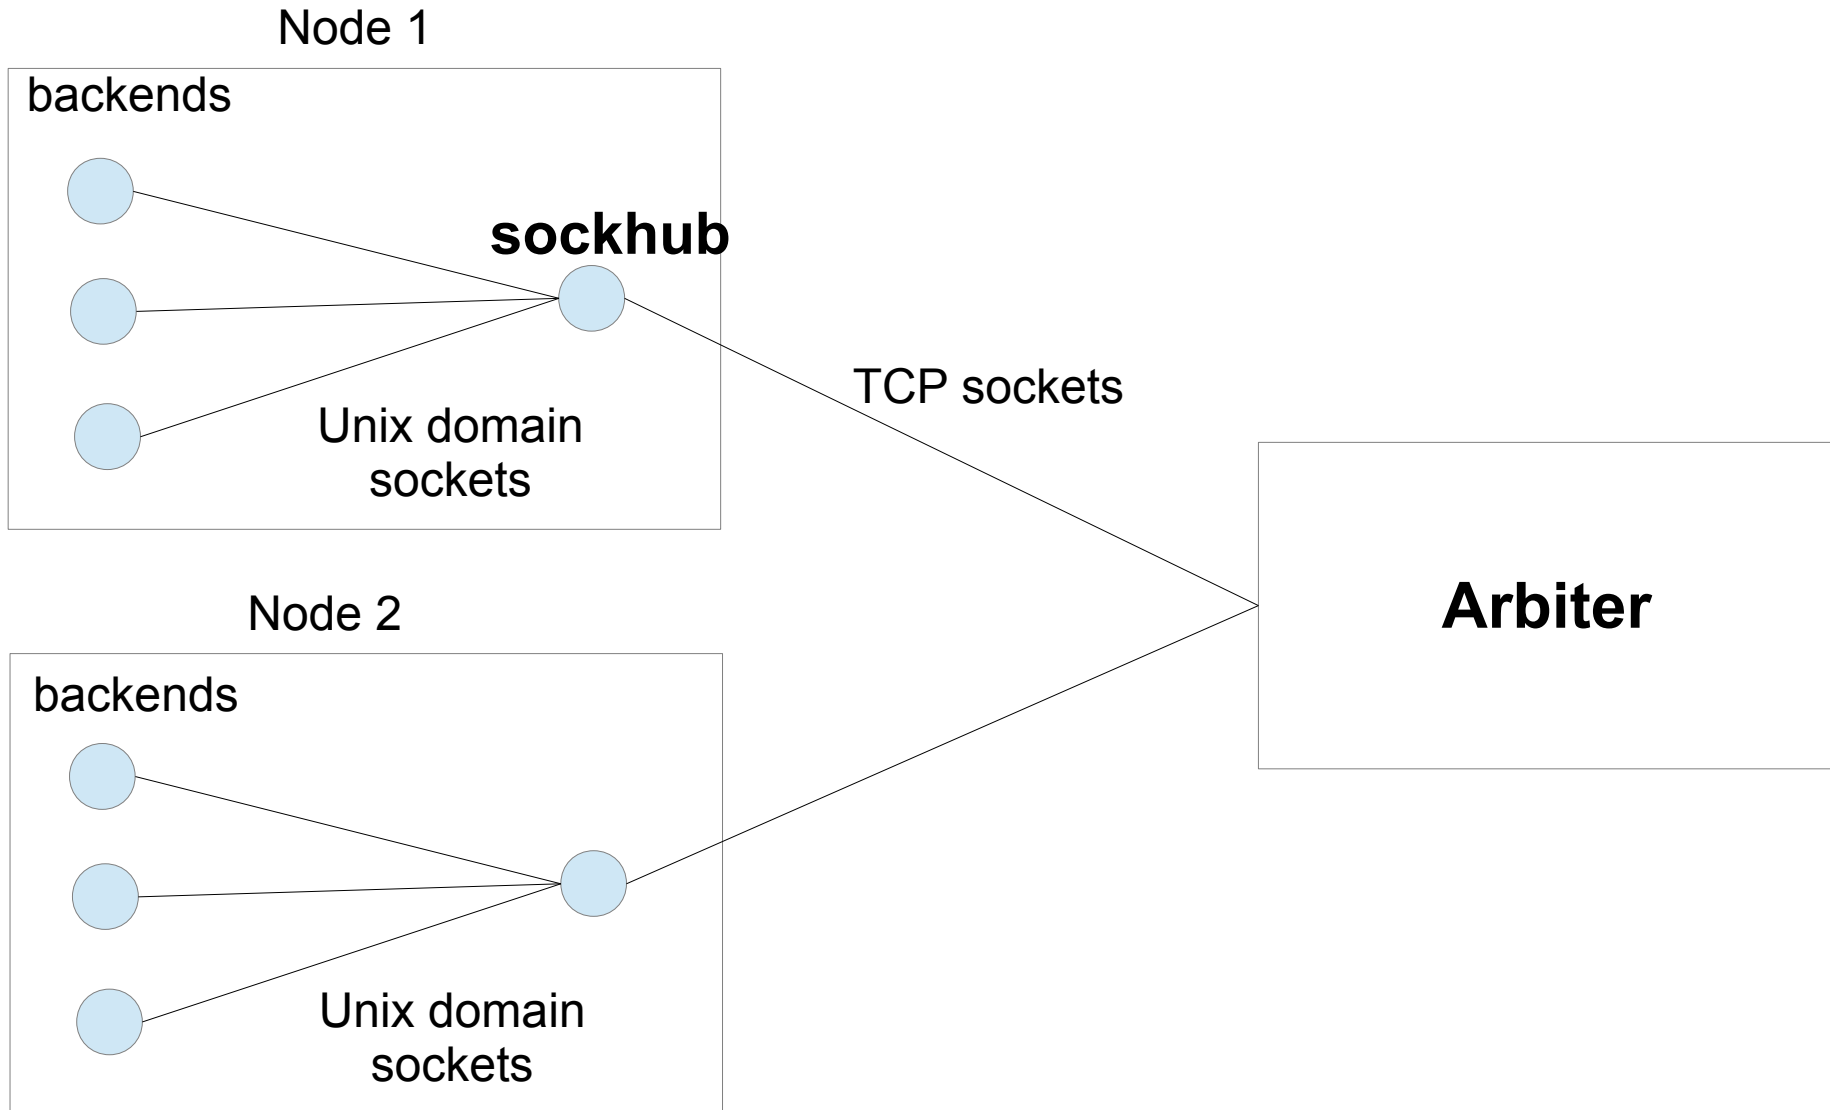 Node 1
backends
sockhub
TCP sockets
Unix domain
sockets
Arbiter
Node 2
backends
Unix domain
sockets